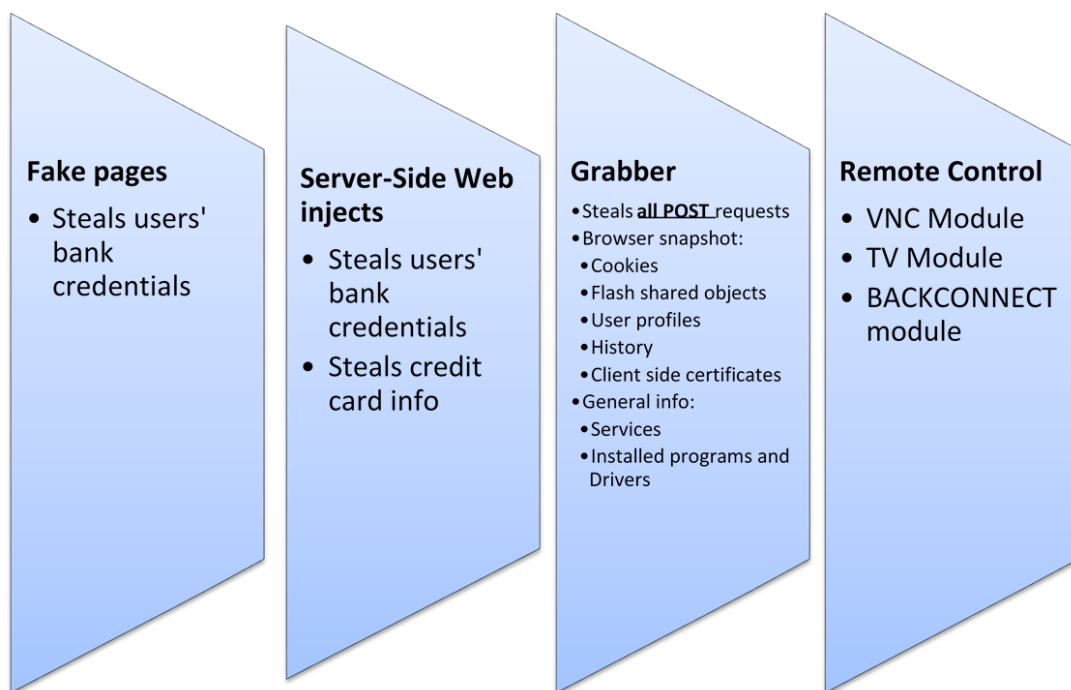 Fake pages
• Steals users'
bank
credentials
Server-Side Web
injects
• Steals users'
bank
credentials
• Steals credit
card info
Grabber
•Steals all POST requests
•Browser snapshot:
•Cookies
•Flash shared objects
•User profiles
•History
•Client side certificates
•General info:
•Services
•Installed programs and
Drivers
Remote Control
• VNC Module
• TV Module
• BACKCONNECT
module